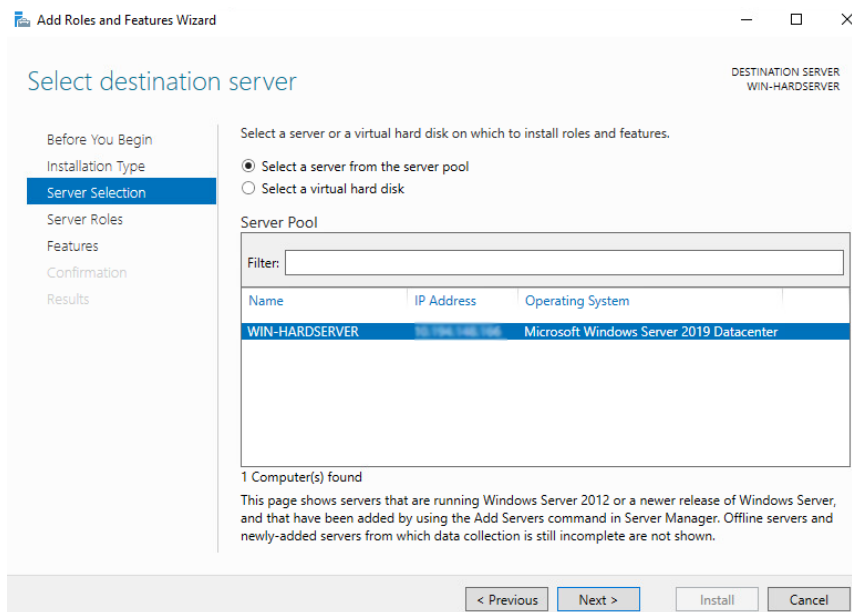 Add Roles and Features Wizard
Select destination server
DESTINATION SERVER
WIN-HARDSERVER
Before You Begin
Installation Type
Server Selection
Server Roles
Features
Confirmation
Results
Select a server or a virtual hard disk on which to install roles and features.
Select a server from the server pool
Select a virtual hard disk
Server Pool
Filter:
Name IP Address Operating System
WIN-HARDSERVER Microsoft Windows Server 2019 Datacenter
1 Computer(s) found
This page shows servers that are running Windows Server 2012 or a newer release of Windows Server,
and that have been added by using the Add Servers command in Server Manager. Offline servers and
newly-added servers from which data collection is still incomplete are not shown.
< Previous Next > Install Cancel